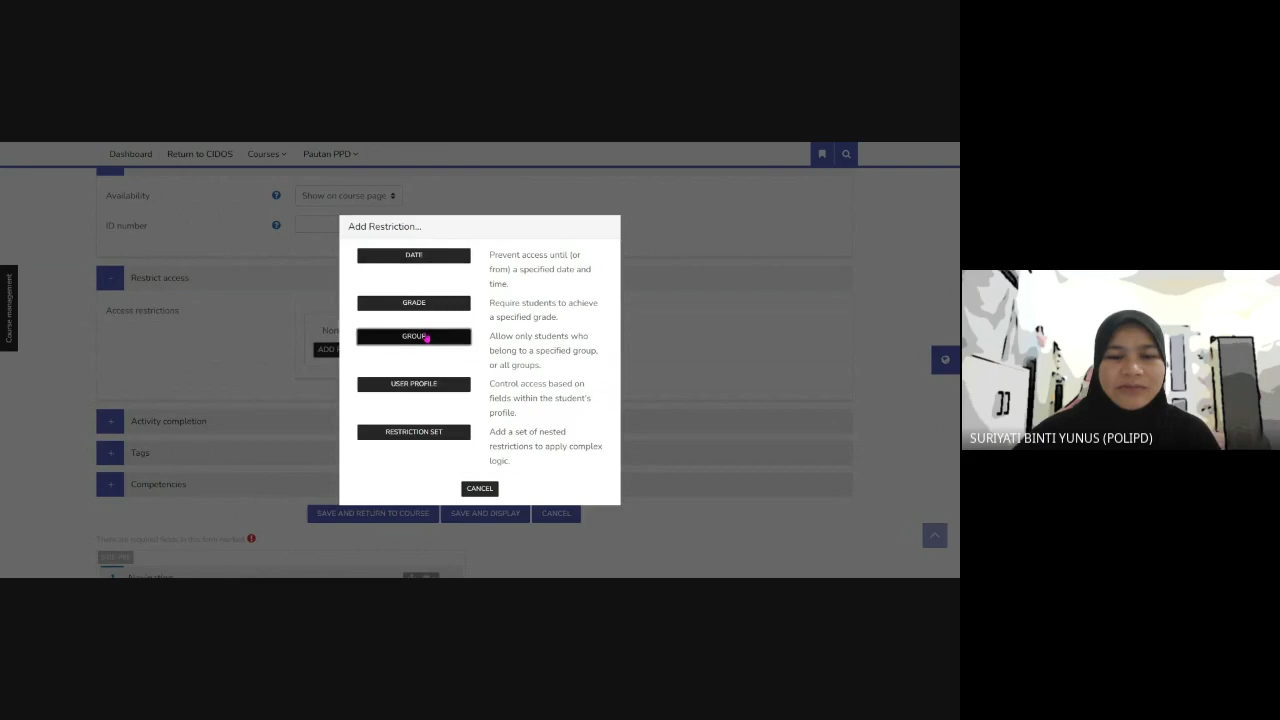 Dashboard Return to CIDOS Courses Pautan PPD
Availability Show on course page
ID number
Add Restriction...
DATE Prevent access until (or
from) a specified date and
time.
Restrict access
GRADE Require students to achieve
a specified grade.
Access restrictions
GROUP Allow only students who
belong to a specified group,
or all groups.
Non
ADD R
Course management
USER PROFILE Control access based on
fields within the student's
profile.
Activity completion
RESTRICTION SET Add a set of nested
restrictions to apply complex
logic.
Tags
Competencies
CANCEL
SAVE AND RETURN TO COURSE SAVE AND DISPLAY CANCEL
There are required fields in this form marked
Navigating
SURIYATI BINTI YUNUS (POLIPD)